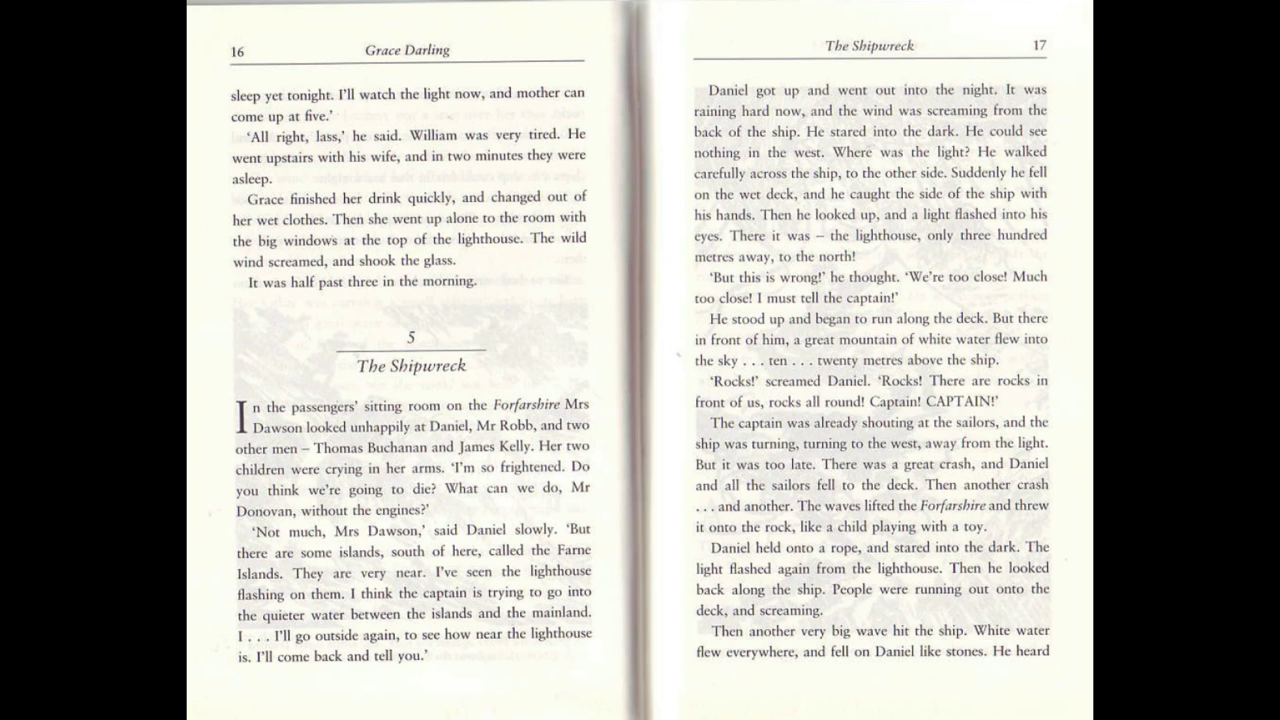 16
Grace Darling
sleep yet tonight. I'll watch the light now, and mother can
come up at five.'
'All right, lass,' he said. William was very tired. He
went upstairs with his wife, and in two minutes they were
asleep.
Grace finished her drink quickly, and changed out of
her wet clothes. Then she went up alone to the room with
the big windows at the top of the lighthouse. The wild
wind screamed, and shook the glass.
It was half past three in the morning.
5
The Shipwreck
In the passengers' sitting room on the Forfarshire Mrs
Dawson looked unhappily at Daniel, Mr Robb, and two
other men – Thomas Buchanan and James Kelly. Her two
children were crying in her arms. 'I'm so frightened. Do
you think we're going to die? What can we do, Mr
Donovan, without the engines?'
'Not much, Mrs Dawson,' said Daniel slowly. 'But
there are some islands, south of here, called the Farne
Islands. They are very near. I've seen the lighthouse
flashing on them. I think the captain is trying to go into
the quieter water between the islands and the mainland.
I . . . I'll go outside again, to see how near the lighthouse
is. I'll come back and tell you.'
The Shipwreck
17
Daniel got up and went out into the night. It was
raining hard now, and the wind was screaming from the
back of the ship. He stared into the dark. He could see
nothing in the west. Where was the light? He walked
carefully across the ship, to the other side. Suddenly he fell
on the wet deck, and he caught the side of the ship with
his hands. Then he looked up, and a light flashed into his
eyes. There it was – the lighthouse, only three hundred
metres away, to the north!
'But this is wrong!' he thought. 'We're too close! Much
too close! I must tell the captain!'
He stood up and began to run along the deck. But there
in front of him, a great mountain of white water flew into
the sky . . . ten . . . twenty metres above the ship.
'Rocks!' screamed Daniel. 'Rocks! There are rocks in
front of us, rocks all round! Captain! CAPTAIN!'
The captain was already shouting at the sailors, and the
ship was turning, turning to the west, away from the light.
But it was too late. There was a great crash, and Daniel
and all the sailors fell to the deck. Then another crash
. . . and another. The waves lifted the Forfarshire and threw
it onto the rock, like a child playing with a toy.
Daniel held onto a rope, and stared into the dark. The
light flashed again from the lighthouse. Then he looked
back along the ship. People were running out onto the
deck, and screaming.
Then another very big wave hit the ship. White water
flew everywhere, and fell on Daniel like stones. He heard